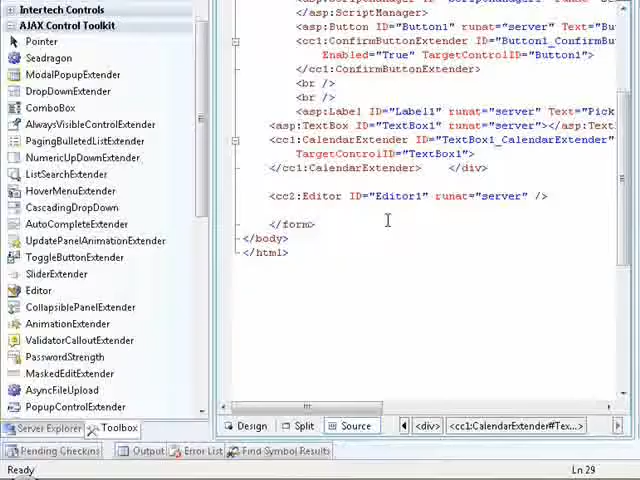 Intertech Controls
AJAX Control Toolkit
Pointer
Seadragon
ModalPopupExtender
DropDownExtender
ComboBox
AlwaysVisibleControlExtender
PagingBulletedListExtender
NumericUpDownExtender
ListSearchExtender
HoverMenuExtender
CascadingDropDown
AutoCompleteExtender
UpdatePanelAnimationExtender
ToggleButtonExtender
SliderExtender
Editor
CollapsiblePanelExtender
AnimationExtender
ValidatorCalloutExtender
PasswordStrength
MaskedEditExtender
AsyncFileUpload
PopupControlExtender
Server Explorer Toolbox
</asp:ScriptManager>
<asp:Button ID="Button1" runat="server" Text="Bu
<cc1:ConfirmButtonExtender ID="Button1_ConfirmBu
Enabled="True" TargetControlID="Button1">
</cc1:ConfirmButtonExtender>
<br />
<br />
<asp:Label ID="Label1" runat="server" Text="Pick
<asp:TextBox ID="TextBox1" runat="server"></asp:Text
<cc1:CalendarExtender ID="TextBox1_CalendarExtender"
TargetControlID="TextBox1">
</cc1:CalendarExtender> </div>
<cc2:Editor ID="Editor1" runat="server" />
</form>
</body>
</html>
Design Split Source <div> <cc1:CalendarExtender#Tex...>
Pending Checkins Output Error List Find Symbol Results
Ready Ln 29